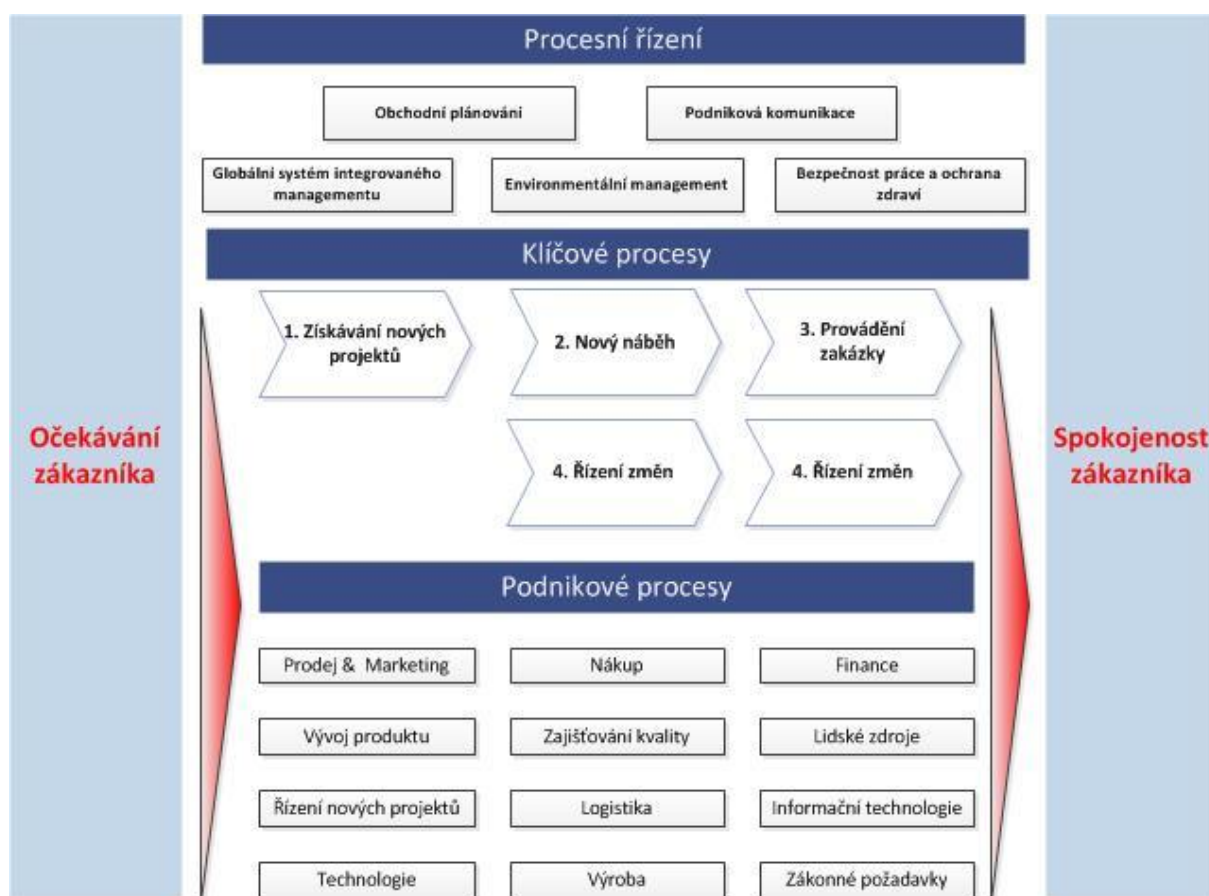 Procesní řízení
Obchodní plánování
Podniková komunikace
Globální systém integrovaného
managementu
Environmentální management
Bezpečnost práce a ochrana
zdraví
Klíčové procesy
1. Získávání nových
projektů
2. Nový náběh
3. Provádění
zakázky
4. Řízení změn
4. Řízení změn
Očekávání
zákazníka
Spokojenost
zákazníka
Podnikové procesy
Prodej & Marketing
Nákup
Finance
Vývoj produktu
Zajišťování kvality
Lidské zdroje
Řízení nových projektů
Logistika
Informační technologie
Technologie
Výroba
Zákonné požadavky